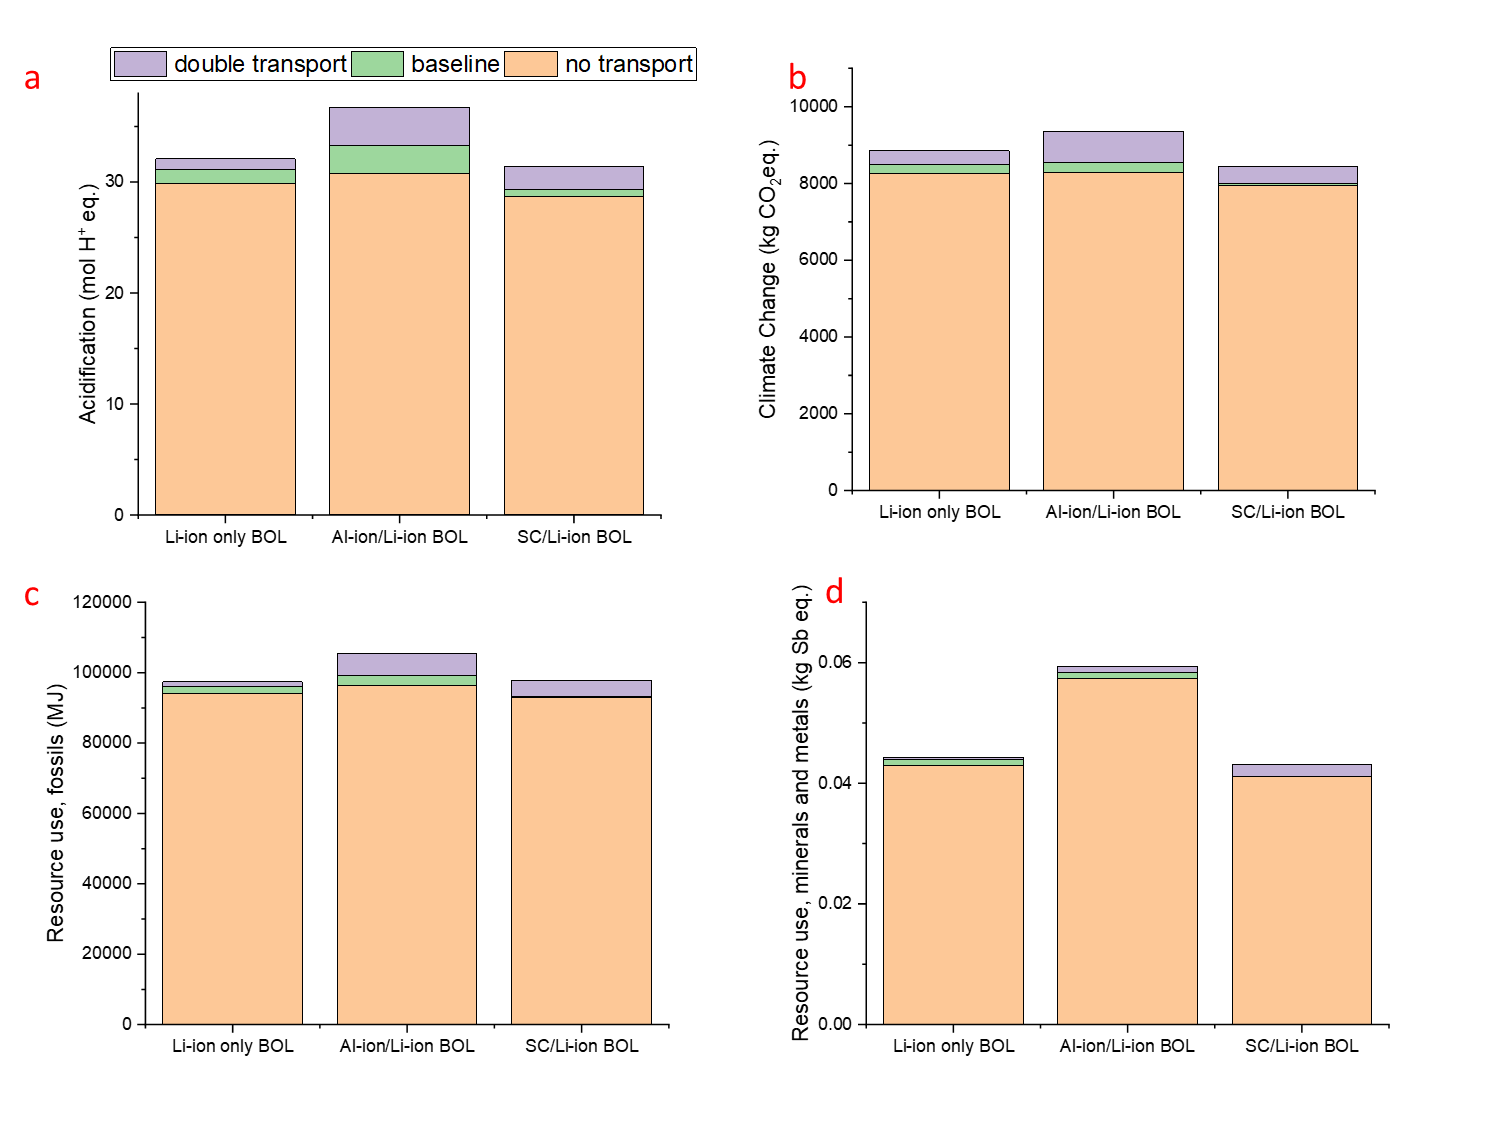 a
double transport baseline no transport
Acidification (mol H⁺ eq.)
30
20
10
0
Li-ion only BOL Al-ion/Li-ion BOL SC/Li-ion BOL
b
Climate Change (kg CO₂eq.)
10000
8000
6000
4000
2000
0
Li-ion only BOL Al-ion/Li-ion BOL SC/Li-ion BOL
c
Resource use, fossils (MJ)
120000
100000
80000
60000
40000
20000
0
Li-ion only BOL Al-ion/Li-ion BOL SC/Li-ion BOL
d
Resource use, minerals and metals (kg Sb eq.)
0.06
0.04
0.02
0.00
Li-ion only BOL Al-ion/Li-ion BOL SC/Li-ion BOL